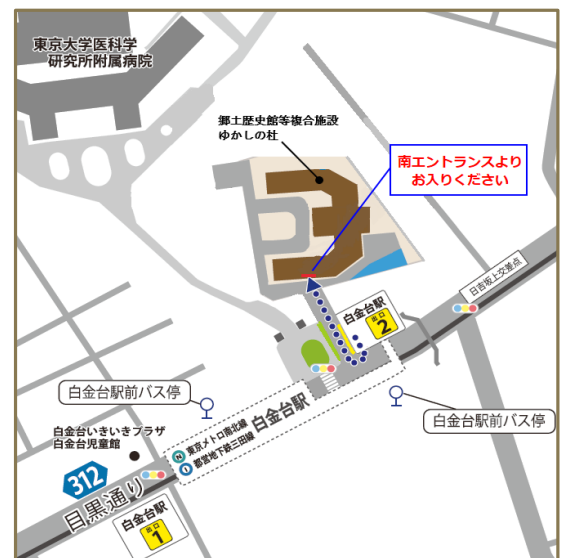 東京大学医科学
研究所附属病院
郷土歴史館等複合施設
ゆかしの杜
南エントランスより
お入りください
日吉坂上交差点
白金台駅
出口
2
白金台駅前バス停
白金台駅前バス停
白金台いきいきプラザ
白金台児童館
N 東京メトロ南北線
I 都営地下鉄三田線
白金台駅
312
目黒通り
白金台駅
出口
1